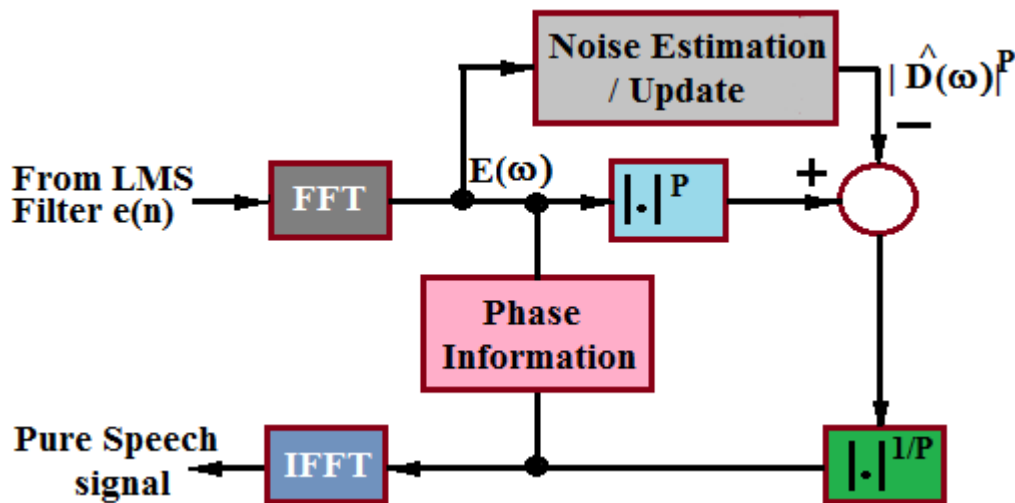 Noise Estimation
/ Update
| D̂(ω)|ᴾ
−
From LMS
Filter e(n)
FFT
E(ω)
|.|ᴾ
+
Phase
Information
Pure Speech
signal
IFFT
|.|¹/ᴾ